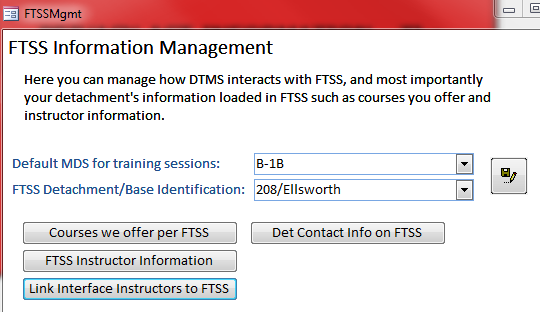 FTSSMgmt
FTSS Information Management
Here you can manage how DTMS interacts with FTSS, and most importantly
your detachment's information loaded in FTSS such as courses you offer and
instructor information.
Default MDS for training sessions: B-1B
FTSS Detachment/Base Identification: 208/Ellsworth
Courses we offer per FTSS Det Contact Info on FTSS
FTSS Instructor Information
Link Interface Instructors to FTSS